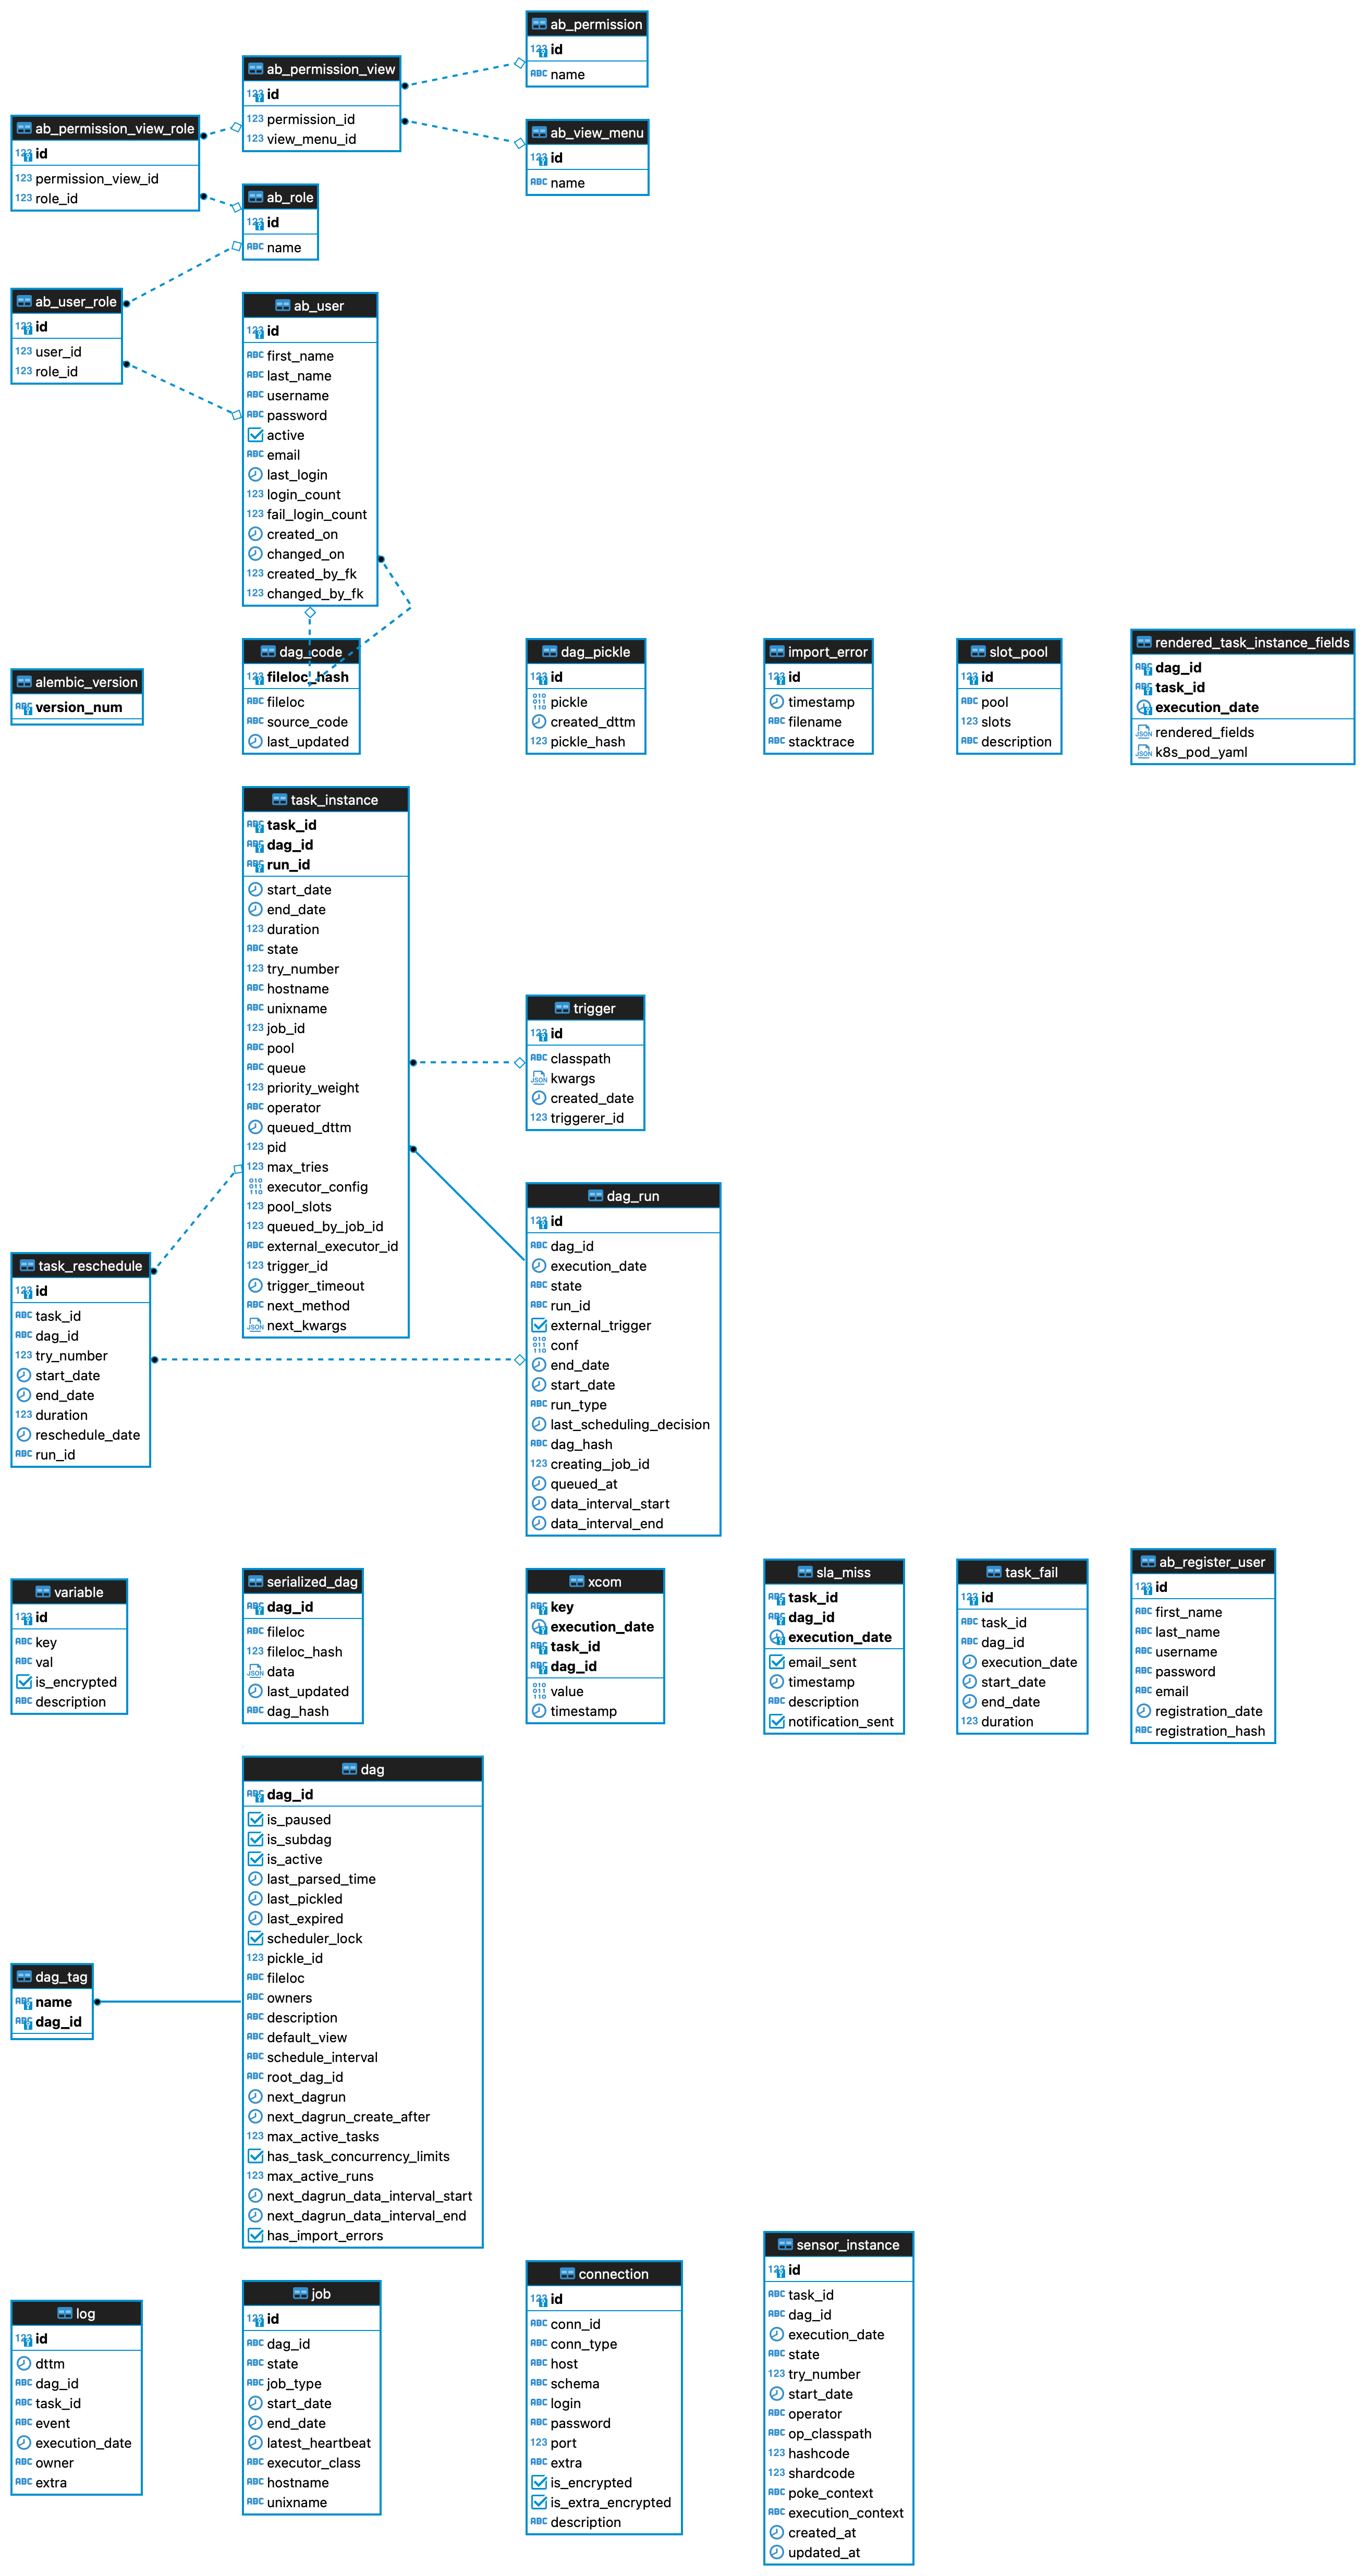 ab_permission
id
name
ab_permission_view
id
permission_id
view_menu_id
ab_view_menu
id
name
ab_permission_view_role
id
permission_view_id
role_id
ab_role
id
name
ab_user_role
id
user_id
role_id
ab_user
id
first_name
last_name
username
password
active
email
last_login
login_count
fail_login_count
created_on
changed_on
created_by_fk
changed_by_fk
alembic_version
version_num
dag_code
fileloc_hash
fileloc
source_code
last_updated
dag_pickle
id
pickle
created_dttm
pickle_hash
import_error
id
timestamp
filename
stacktrace
slot_pool
id
pool
slots
description
rendered_task_instance_fields
dag_id
task_id
execution_date
rendered_fields
k8s_pod_yaml
task_instance
task_id
dag_id
run_id
start_date
end_date
duration
state
try_number
hostname
unixname
job_id
pool
queue
priority_weight
operator
queued_dttm
pid
max_tries
executor_config
pool_slots
queued_by_job_id
external_executor_id
trigger_id
trigger_timeout
next_method
next_kwargs
trigger
id
classpath
kwargs
created_date
triggerer_id
dag_run
id
dag_id
execution_date
state
run_id
external_trigger
conf
end_date
start_date
run_type
last_scheduling_decision
dag_hash
creating_job_id
queued_at
data_interval_start
data_interval_end
task_reschedule
id
task_id
dag_id
try_number
start_date
end_date
duration
reschedule_date
run_id
variable
id
key
val
is_encrypted
description
serialized_dag
dag_id
fileloc
fileloc_hash
data
last_updated
dag_hash
xcom
key
execution_date
task_id
dag_id
value
timestamp
sla_miss
task_id
dag_id
execution_date
email_sent
timestamp
description
notification_sent
task_fail
id
task_id
dag_id
execution_date
start_date
end_date
duration
ab_register_user
id
first_name
last_name
username
password
email
registration_date
registration_hash
dag
dag_id
is_paused
is_subdag
is_active
last_parsed_time
last_pickled
last_expired
scheduler_lock
pickle_id
fileloc
owners
description
default_view
schedule_interval
root_dag_id
next_dagrun
next_dagrun_create_after
max_active_tasks
has_task_concurrency_limits
max_active_runs
next_dagrun_data_interval_start
next_dagrun_data_interval_end
has_import_errors
dag_tag
name
dag_id
log
id
dttm
dag_id
task_id
event
execution_date
owner
extra
job
id
dag_id
state
job_type
start_date
end_date
latest_heartbeat
executor_class
hostname
unixname
connection
id
conn_id
conn_type
host
schema
login
password
port
extra
is_encrypted
is_extra_encrypted
description
sensor_instance
id
task_id
dag_id
execution_date
state
try_number
start_date
operator
op_classpath
hashcode
shardcode
poke_context
execution_context
created_at
updated_at